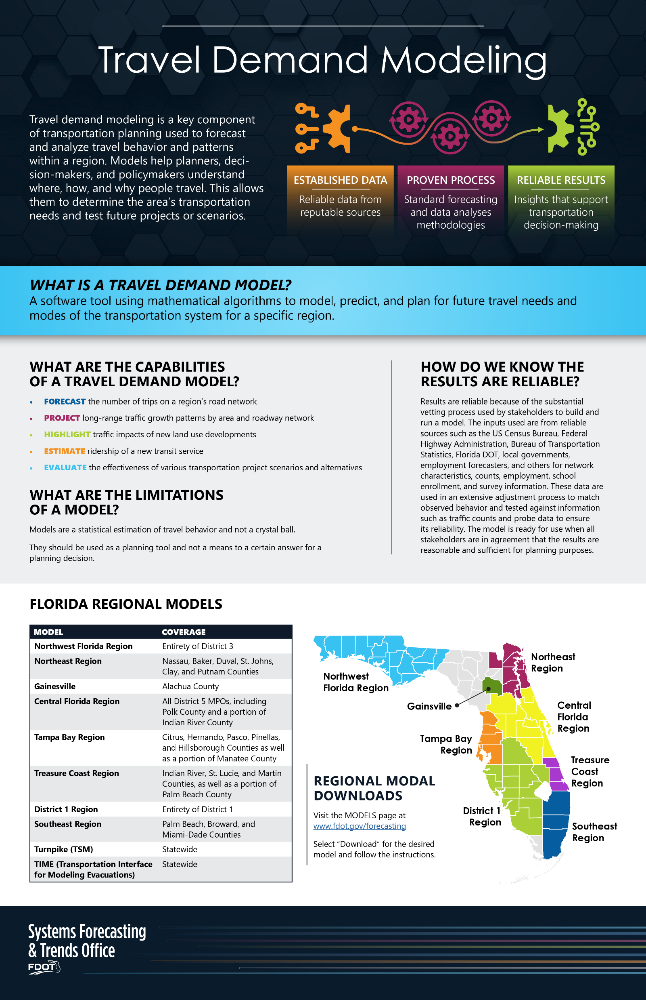 Travel Demand Modeling
Travel demand modeling is a key component
of transportation planning used to forecast
and analyze travel behavior and patterns
within a region. Models help planners, deci-
sion-makers, and policymakers understand
where, how, and why people travel. This allows
them to determine the area's transportation
needs and test future projects or scenarios.
ESTABLISHED DATA
Reliable data from
reputable sources
PROVEN PROCESS
Standard forecasting
and data analyses
methodologies
RELIABLE RESULTS
Insights that support
transportation
decision-making
WHAT IS A TRAVEL DEMAND MODEL?
A software tool using mathematical algorithms to model, predict, and plan for future travel needs and
modes of the transportation system for a specific region.
WHAT ARE THE CAPABILITIES
OF A TRAVEL DEMAND MODEL?
• FORECAST the number of trips on a region's road network
• PROJECT long-range traffic growth patterns by area and roadway network
• HIGHLIGHT traffic impacts of new land use developments
• ESTIMATE ridership of a new transit service
• EVALUATE the effectiveness of various transportation project scenarios and alternatives
WHAT ARE THE LIMITATIONS
OF A MODEL?
Models are a statistical estimation of travel behavior and not a crystal ball.
They should be used as a planning tool and not a means to a certain answer for a
planning decision.
HOW DO WE KNOW THE
RESULTS ARE RELIABLE?
Results are reliable because of the substantial
vetting process used by stakeholders to build and
run a model. The inputs used are from reliable
sources such as the US Census Bureau, Federal
Highway Administration, Bureau of Transportation
Statistics, Florida DOT, local governments,
employment forecasters, and others for network
characteristics, counts, employment, school
enrollment, and survey information. These data are
used in an extensive adjustment process to match
observed behavior and tested against information
such as traffic counts and probe data to ensure
its reliability. The model is ready for use when all
stakeholders are in agreement that the results are
reasonable and sufficient for planning purposes.
FLORIDA REGIONAL MODELS
MODEL COVERAGE
Northwest Florida Region Entirety of District 3
Northeast Region Nassau, Baker, Duval, St. Johns,
Clay, and Putnam Counties
Gainesville Alachua County
Central Florida Region All District 5 MPOs, including
Polk County and a portion of
Indian River County
Tampa Bay Region Citrus, Hernando, Pasco, Pinellas,
and Hillsborough Counties as well
as a portion of Manatee County
Treasure Coast Region Indian River, St. Lucie, and Martin
Counties, as well as a portion of
Palm Beach County
District 1 Region Entirety of District 1
Southeast Region Palm Beach, Broward, and
Miami-Dade Counties
Turnpike (TSM) Statewide
TIME (Transportation Interface Statewide
for Modeling Evacuations)
Northwest
Florida Region
Northeast
Region
Gainsville
Central
Florida
Region
Tampa Bay
Region
Treasure
Coast
Region
District 1
Region
Southeast
Region
REGIONAL MODAL
DOWNLOADS
Visit the MODELS page at
www.fdot.gov/forecasting
Select "Download" for the desired
model and follow the instructions.
Systems Forecasting
& Trends Office
FDOT